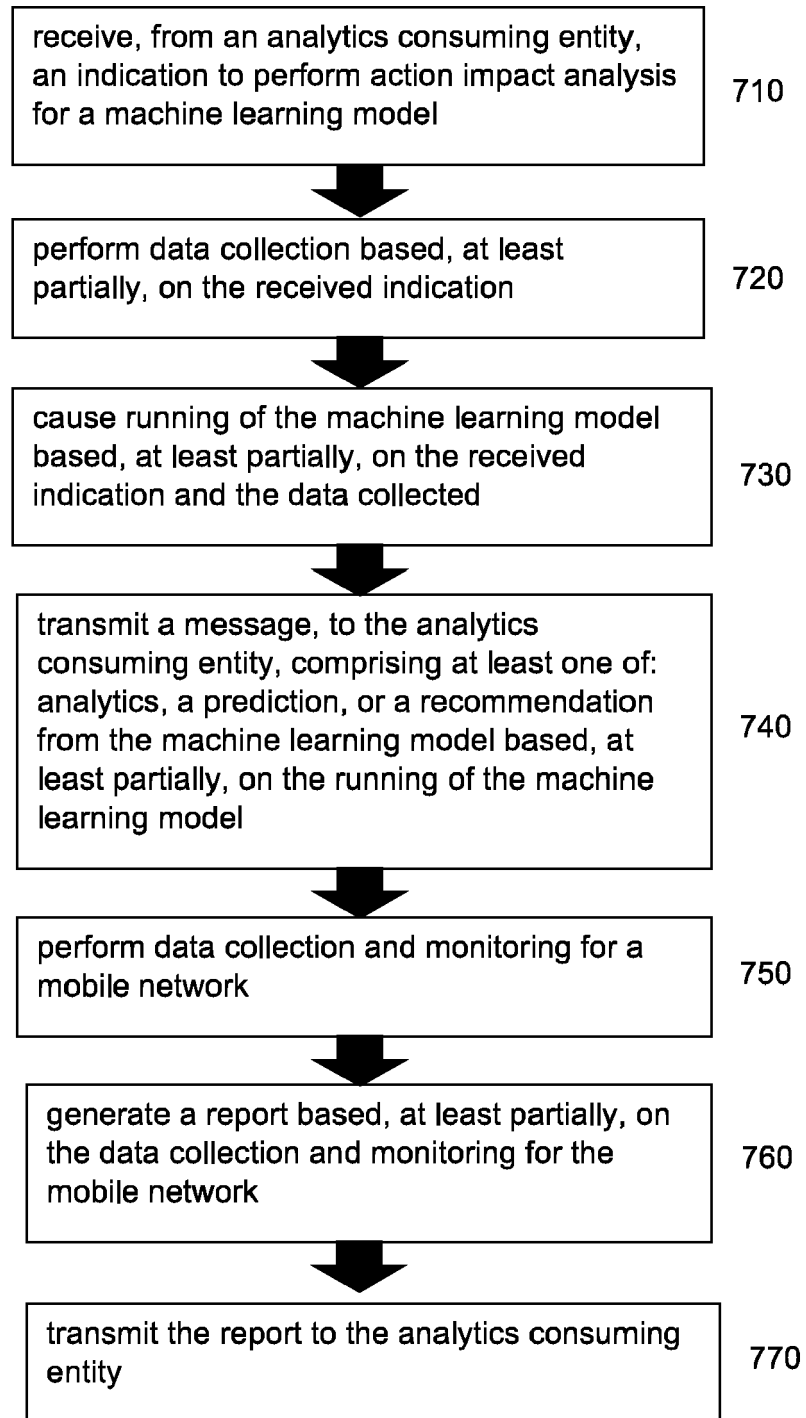 receive, from an analytics consuming entity,
an indication to perform action impact analysis
for a machine learning model
710
perform data collection based, at least
partially, on the received indication
720
cause running of the machine learning model
based, at least partially, on the received
indication and the data collected
730
transmit a message, to the analytics
consuming entity, comprising at least one of:
analytics, a prediction, or a recommendation
from the machine learning model based, at
least partially, on the running of the machine
learning model
740
perform data collection and monitoring for a
mobile network
750
generate a report based, at least partially, on
the data collection and monitoring for the
mobile network
760
transmit the report to the analytics consuming
entity
770